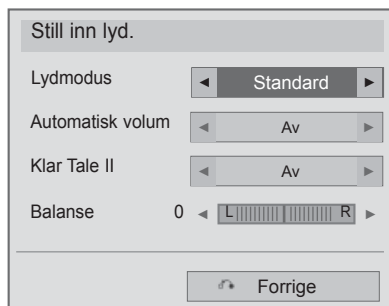 Still inn lyd.
Lydmodus ◄ Standard ►
Automatisk volum ◄ Av ►
Klar Tale II ◄ Av ►
Balanse 0 ◄ L R ►
Forrige